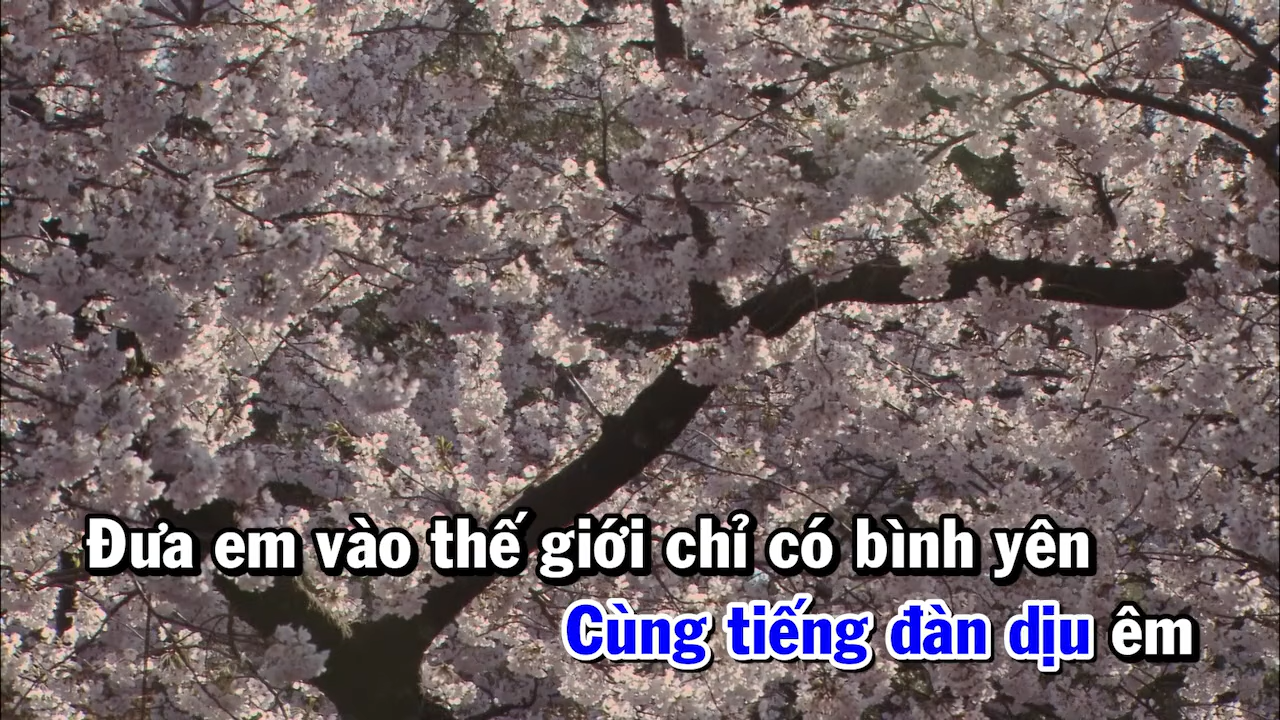 Đưa em vào thế giới chỉ có bình yên
Cùng tiếng đàn dịu êm